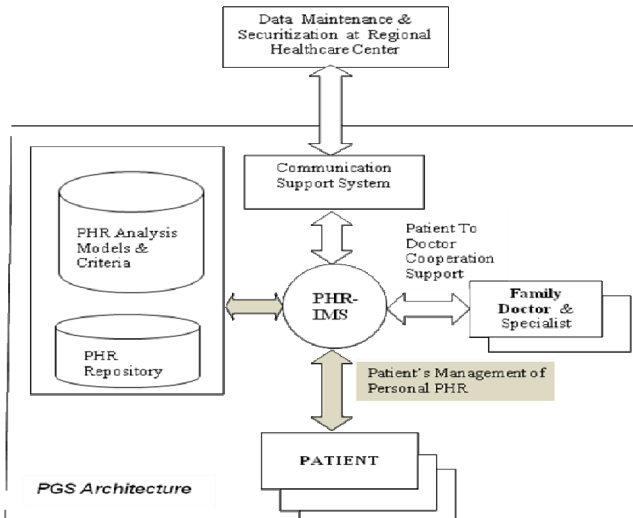 Data Maintenance &
Securitization at Regional
Healthcare Center
Communication
Support System
PHR Analysis
Models &
Criteria
PHR
Repository
PHR-
IMS
Patient To
Doctor
Cooperation
Support
Family
Doctor &
Specialist
Patient's Management of
Personal PHR
PATIENT
PGS Architecture